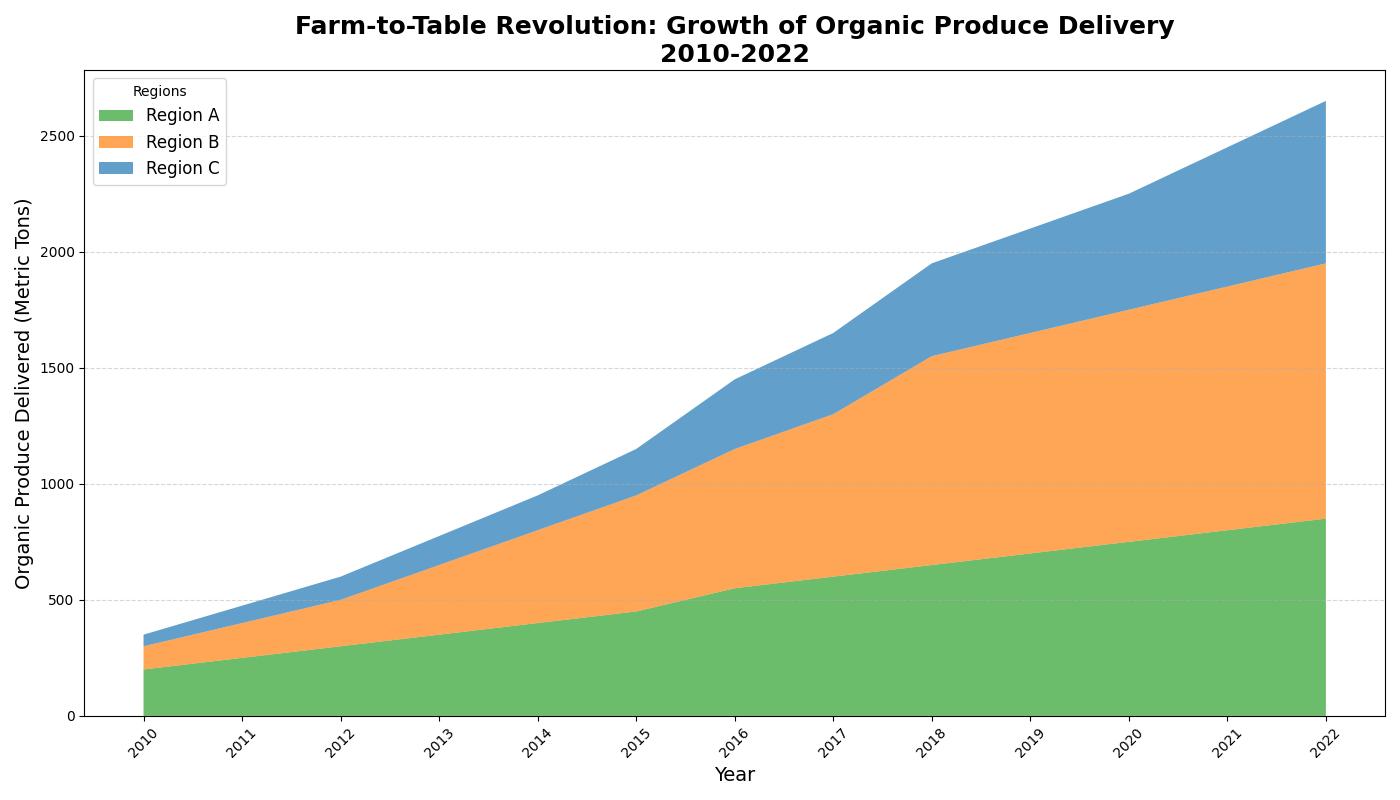 Farm-to-Table Revolution: Growth of Organic Produce Delivery
2010-2022
Regions
Region A
Region B
Region C
Organic Produce Delivered (Metric Tons)
2500
2000
1500
1000
500
0
2010
2011
2012
2013
2014
2015
2016
2017
2018
2019
2020
2021
2022
Year